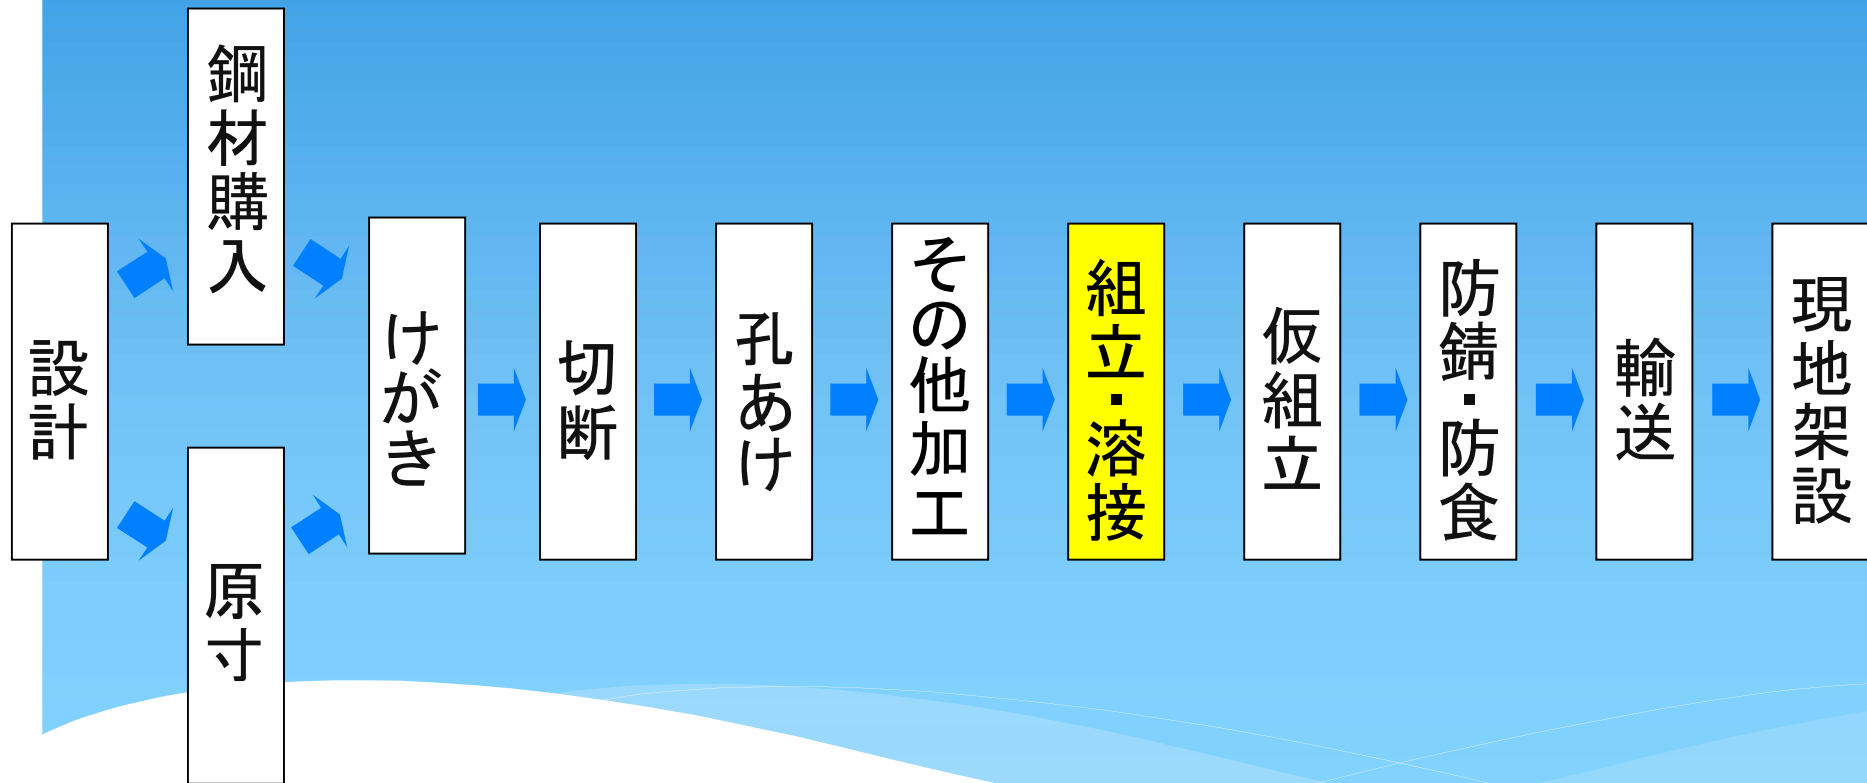 設計
鋼材購入
原寸
けがき
切断
孔あけ
その他加工
組立・溶接
仮組立
防錆・防食
輸送
現地架設